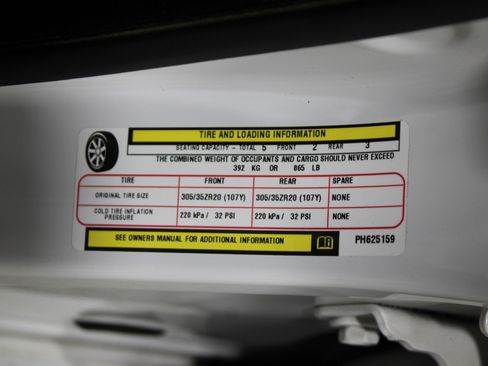 TIRE AND LOADING INFORMATION
SEATING CAPACITY - TOTAL 5 FRONT 2 REAR 3
THE COMBINED WEIGHT OF OCCUPANTS AND CARGO SHOULD NEVER EXCEED
392 KG OR 865 LB
TIRE FRONT REAR SPARE
ORIGINAL TIRE SIZE 305/35ZR20 (107Y) 305/35ZR20 (107Y) NONE
COLD TIRE INFLATION
PRESSURE 220 kPa / 32 PSI 220 kPa / 32 PSI NONE
SEE OWNERS MANUAL FOR ADDITIONAL INFORMATION PH625159